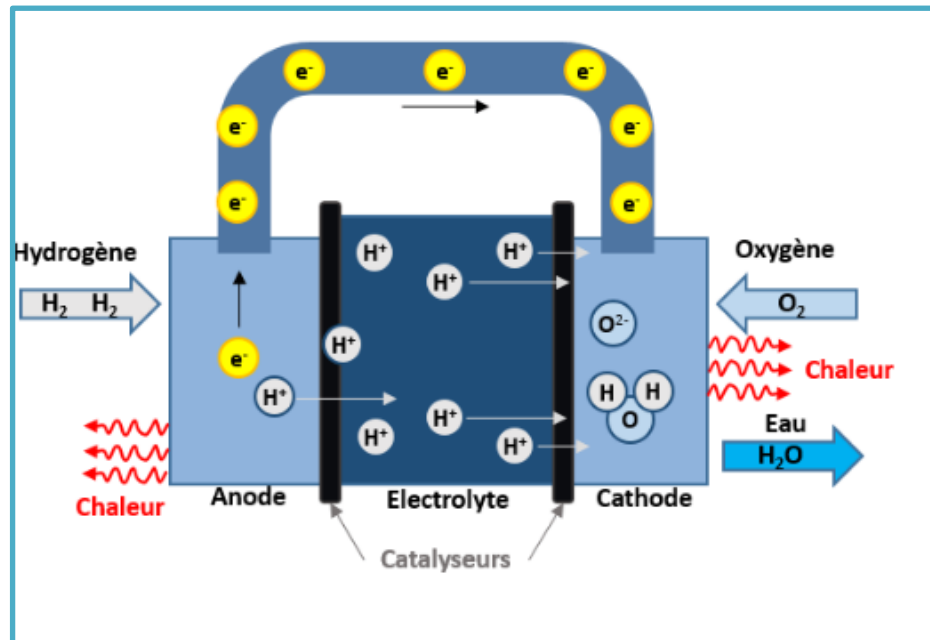 e-
e-
e-
e-
e-
e-
e-
Hydrogène
H₂ H₂
Oxygène
O₂
H⁺
H⁺
H⁺
H⁺
H⁺
H⁺
H⁺
H⁺
e-
O²⁻
H H
O
Chaleur
Chaleur
Eau
H₂O
Anode
Electrolyte
Cathode
Catalyseurs